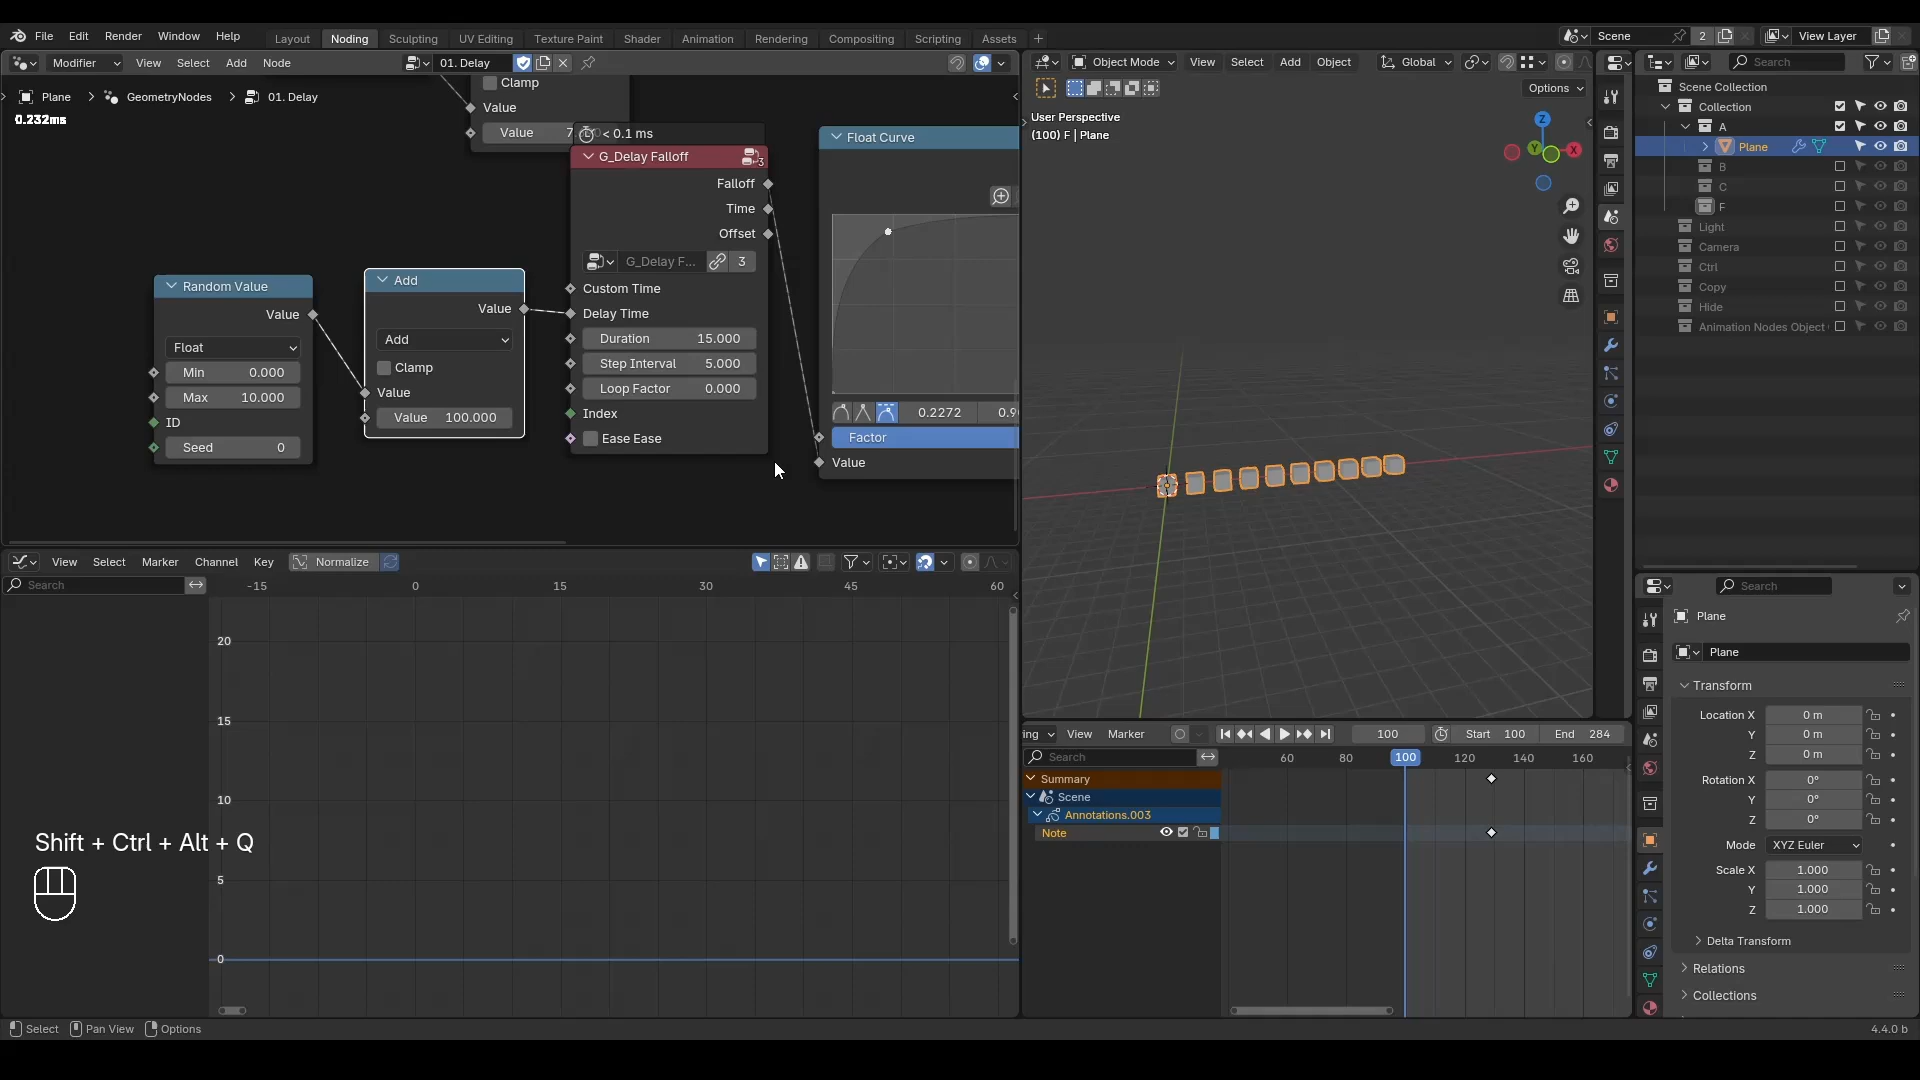 File Edit Render Window Help Layout Noding Sculpting UV Editing Texture Paint Shader Animation Rendering Compositing Scripting Assets + Scene 2 View Layer
Modifier View Select Add Node 01. Delay
Object Mode View Select Add Object Global
Search
Plane > GeometryNodes > 01. Delay
Options
0.232ms
Clamp
Value
Value 7.
< 0.1 ms
G_Delay Falloff
3
Falloff
Time
Offset
G_Delay F... 3
Custom Time
Delay Time
Duration 15.000
Step Interval 5.000
Loop Factor 0.000
Index
Ease Ease
Random Value
Value
Float
Min 0.000
Max 10.000
ID
Seed 0
Add
Value
Add
Clamp
Value
Value 100.000
Float Curve
0.2272 0.9
Factor
Value
User Perspective
(100) F | Plane
Z
Y
X
Scene Collection
Collection
A
Plane
B
C
F
Light
Camera
Ctrl
Copy
Hide
Animation Nodes Object
View Select Marker Channel Key Normalize
Search
-15 0 15 30 45 60
20
15
10
5
0
Shift + Ctrl + Alt + Q
ing View Marker 100 Start 100 End 284
Search
60 80 100 120 140 160
Summary
Scene
Annotations.003
Note
Search
Plane
Plane
Transform
Location X 0 m
Y 0 m
Z 0 m
Rotation X 0°
Y 0°
Z 0°
Mode XYZ Euler
Scale X 1.000
Y 1.000
Z 1.000
Delta Transform
Relations
Collections
Select Pan View Options 4.4.0 b